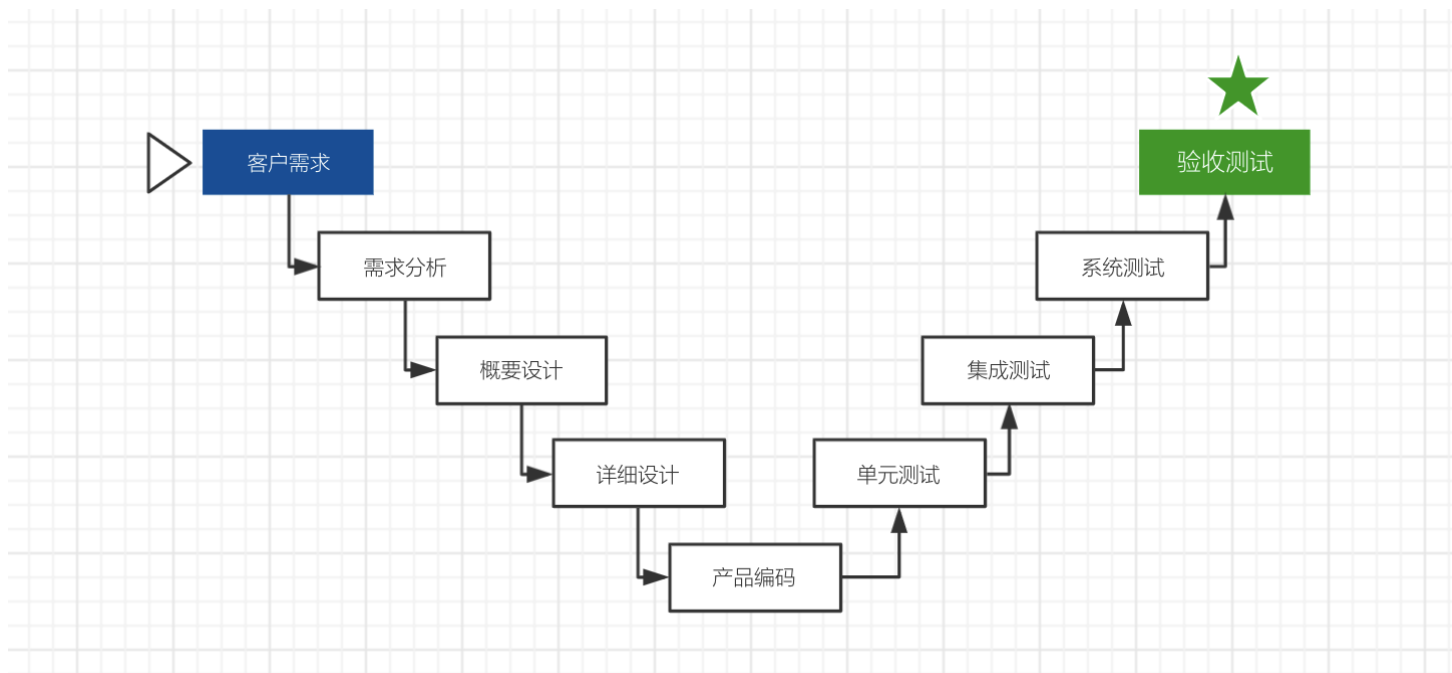 客户需求
需求分析
概要设计
详细设计
产品编码
单元测试
集成测试
系统测试
验收测试